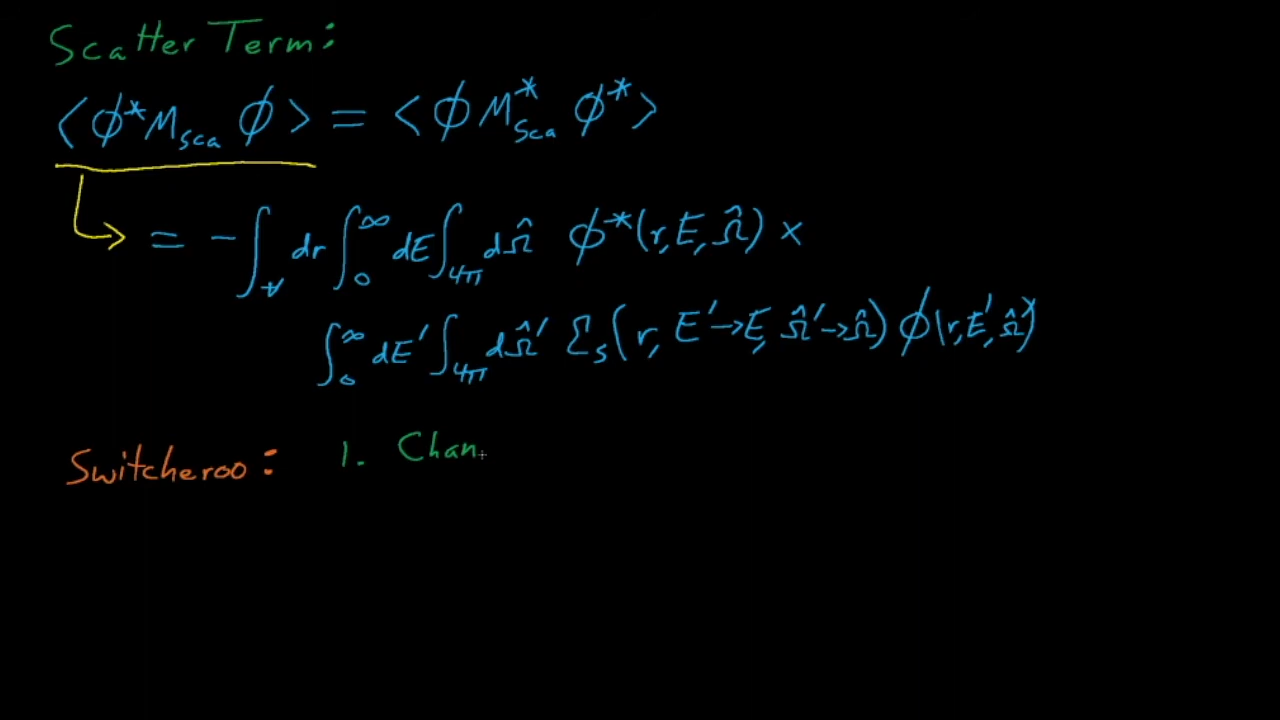 Scatter Term:
⟨ϕ* M_sca ϕ⟩ = ⟨ϕ M*_sca ϕ*⟩
= -∫_V dr ∫_0^∞ dE ∫_4π dΩ̂ ϕ*(r, E, Ω̂) ×
∫_0^∞ dE' ∫_4π dΩ̂' Σ_s(r, E'→E, Ω̂'→Ω̂) ϕ(r, E', Ω̂')
Switcheroo: 1. Chan